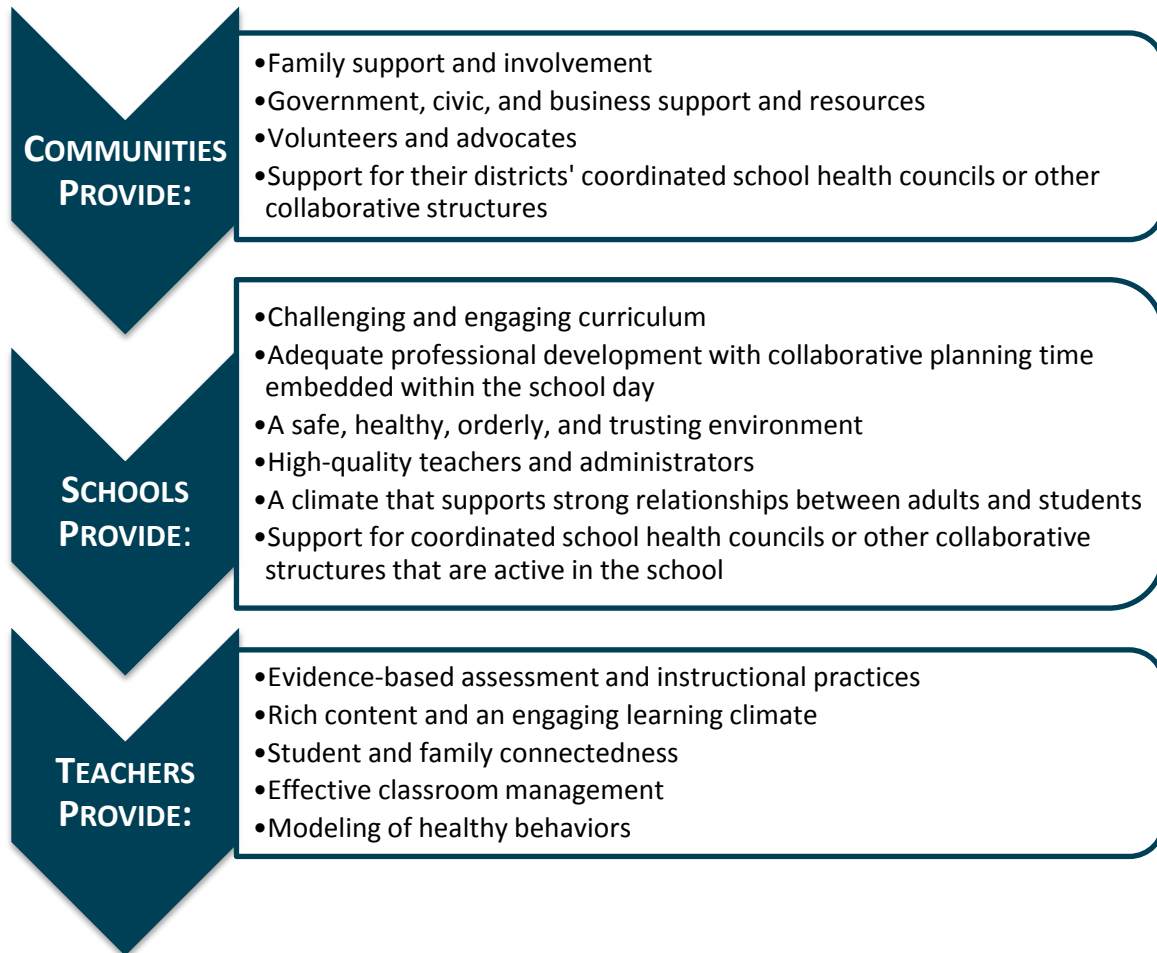 COMMUNITIES
PROVIDE:
•Family support and involvement
•Government, civic, and business support and resources
•Volunteers and advocates
•Support for their districts' coordinated school health councils or other
collaborative structures
SCHOOLS
PROVIDE:
•Challenging and engaging curriculum
•Adequate professional development with collaborative planning time
embedded within the school day
•A safe, healthy, orderly, and trusting environment
•High-quality teachers and administrators
•A climate that supports strong relationships between adults and students
•Support for coordinated school health councils or other collaborative
structures that are active in the school
TEACHERS
PROVIDE:
•Evidence-based assessment and instructional practices
•Rich content and an engaging learning climate
•Student and family connectedness
•Effective classroom management
•Modeling of healthy behaviors